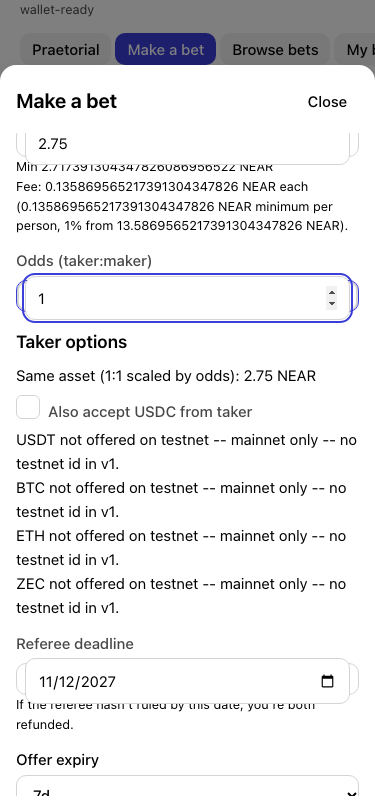 wallet-ready
Praetorial
Make a bet
Browse bets
My b
Make a bet
Close
2.75
Min 2.717391304347826086956522 NEAR
Fee: 0.135869565217391304347826 NEAR each
(0.135869565217391304347826 NEAR minimum per
person, 1% from 13.5869565217391304347826 NEAR).
Odds (taker:maker)
1
Taker options
Same asset (1:1 scaled by odds): 2.75 NEAR
Also accept USDC from taker
USDT not offered on testnet -- mainnet only -- no
testnet id in v1.
BTC not offered on testnet -- mainnet only -- no
testnet id in v1.
ETH not offered on testnet -- mainnet only -- no
testnet id in v1.
ZEC not offered on testnet -- mainnet only -- no
testnet id in v1.
Referee deadline
11/12/2027
If the referee hasn't ruled by this date, you're both
refunded.
Offer expiry
7d